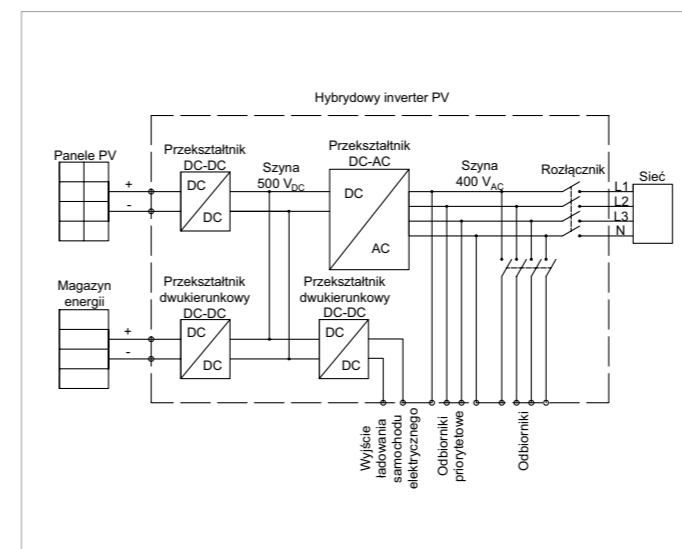 Hybrydowy inverter PV
Panele PV
+
-
Przekształtnik
DC-DC
DC
DC
Szyna
500 V_DC
Przekształtnik
DC-AC
DC
AC
Szyna
400 V_AC
Rozłącznik
L1
L2
L3
N
Sieć
Magazyn
energii
+
-
Przekształtnik
dwukierunkowy
DC-DC
DC
DC
Przekształtnik
dwukierunkowy
DC-DC
DC
DC
Wyjście
ładowania
samochodu
elektrycznego
Odbiorniki
priorytetowe
Odbiorniki